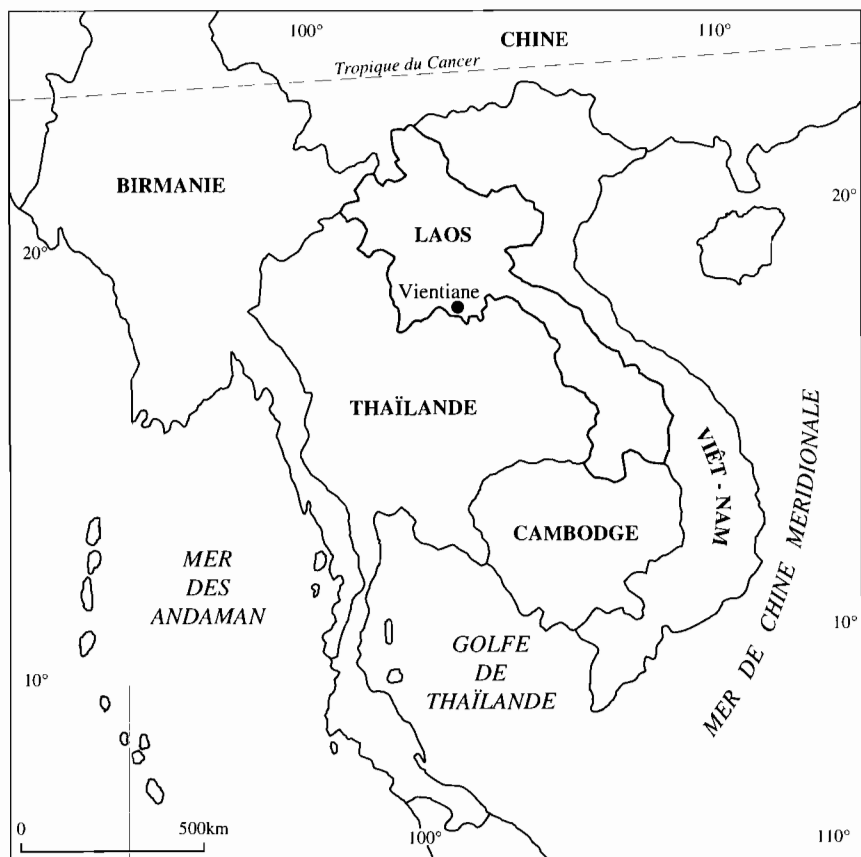 100°
110°
CHINE
Tropique du Cancer
BIRMANIE
20°
20°
LAOS
Vientiane
THAÏLANDE
VIÊT - NAM
CAMBODGE
MER DE CHINE MERIDIONALE
MER
DES
ANDAMAN
10°
GOLFE
DE
THAÏLANDE
10°
0
500km
100°
110°